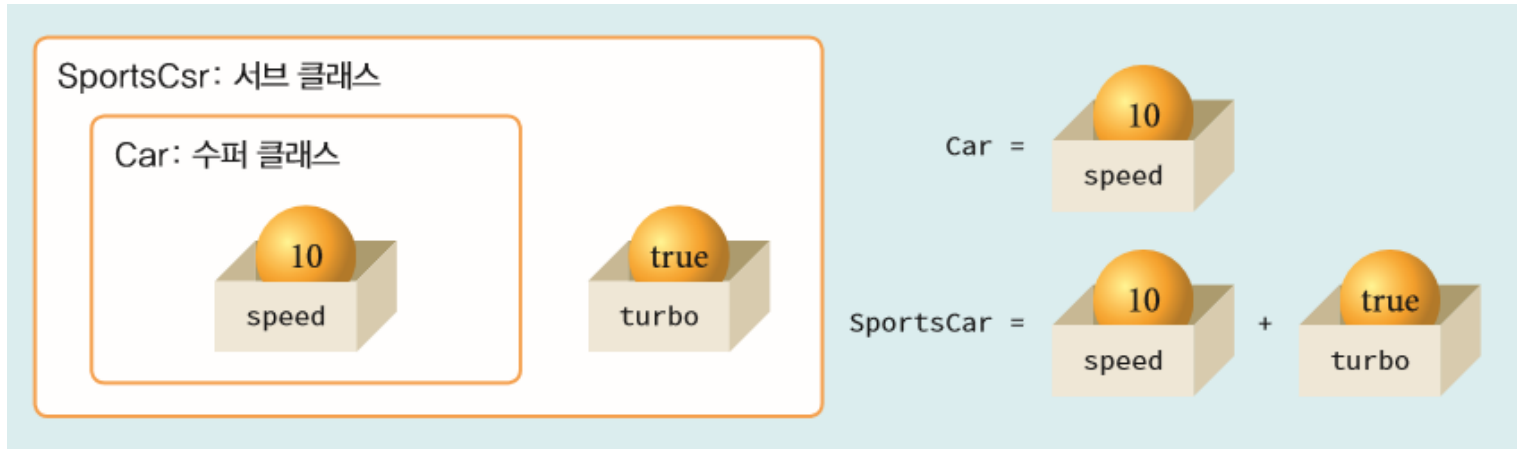 SportsCsr: 서브 클래스
Car: 수퍼 클래스
10
speed
true
turbo
Car =
10
speed
SportsCar =
10
speed
+
true
turbo